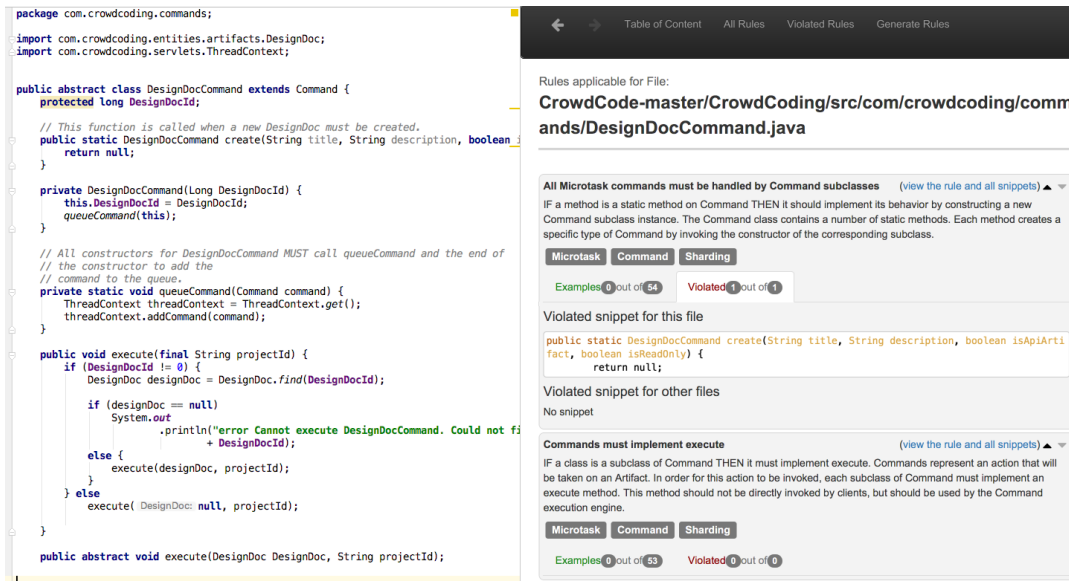 package com.crowdcoding.commands;
import com.crowdcoding.entities.artifacts.DesignDoc;
import com.crowdcoding.servlets.ThreadContext;
public abstract class DesignDocCommand extends Command {
protected long DesignDocId;
// This function is called when a new DesignDoc must be created.
public static DesignDocCommand create(String title, String description, boolean i
return null;
}
private DesignDocCommand(Long DesignDocId) {
this.DesignDocId = DesignDocId;
queueCommand(this);
}
// All constructors for DesignDocCommand MUST call queueCommand and the end of
// the constructor to add the
// command to the queue.
private static void queueCommand(Command command) {
ThreadContext threadContext = ThreadContext.get();
threadContext.addCommand(command);
}
public void execute(final String projectId) {
if (DesignDocId != 0) {
DesignDoc designDoc = DesignDoc.find(DesignDocId);
if (designDoc == null)
System.out
.println("error Cannot execute DesignDocCommand. Could not fi
+ DesignDocId);
else {
execute(designDoc, projectId);
}
} else
execute( DesignDoc: null, projectId);
}
public abstract void execute(DesignDoc DesignDoc, String projectId);
Table of Content All Rules Violated Rules Generate Rules
Rules applicable for File:
CrowdCode-master/CrowdCoding/src/com/crowdcoding/comm
ands/DesignDocCommand.java
All Microtask commands must be handled by Command subclasses (view the rule and all snippets)
IF a method is a static method on Command THEN it should implement its behavior by constructing a new
Command subclass instance. The Command class contains a number of static methods. Each method creates a
specific type of Command by invoking the constructor of the corresponding subclass.
Microtask Command Sharding
Examples 0 out of 54 Violated 1 out of 1
Violated snippet for this file
public static DesignDocCommand create(String title, String description, boolean isApiArti
fact, boolean isReadOnly) {
return null;
Violated snippet for other files
No snippet
Commands must implement execute (view the rule and all snippets)
IF a class is a subclass of Command THEN it must implement execute. Commands represent an action that will
be taken on an Artifact. In order for this action to be invoked, each subclass of Command must implement an
execute method. This method should not be directly invoked by clients, but should be used by the Command
execution engine.
Microtask Command Sharding
Examples 0 out of 53 Violated 0 out of 0